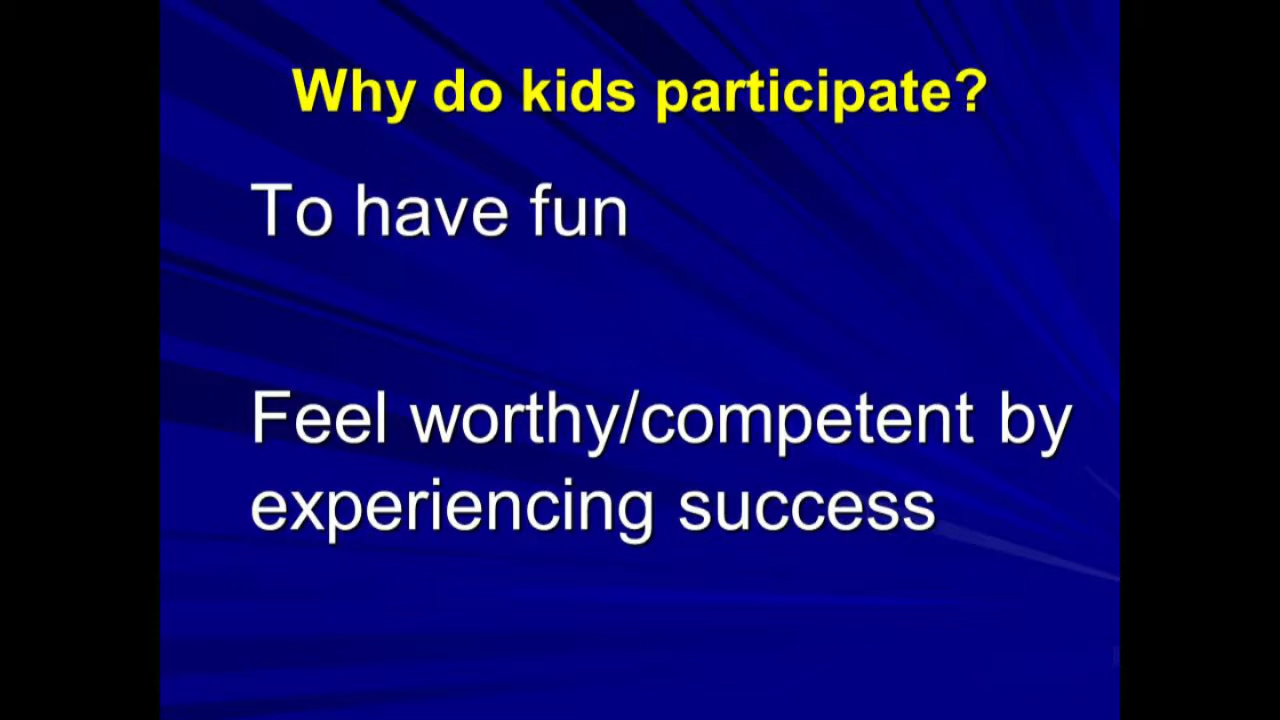 Why do kids participate?
To have fun
Feel worthy/competent by
experiencing success